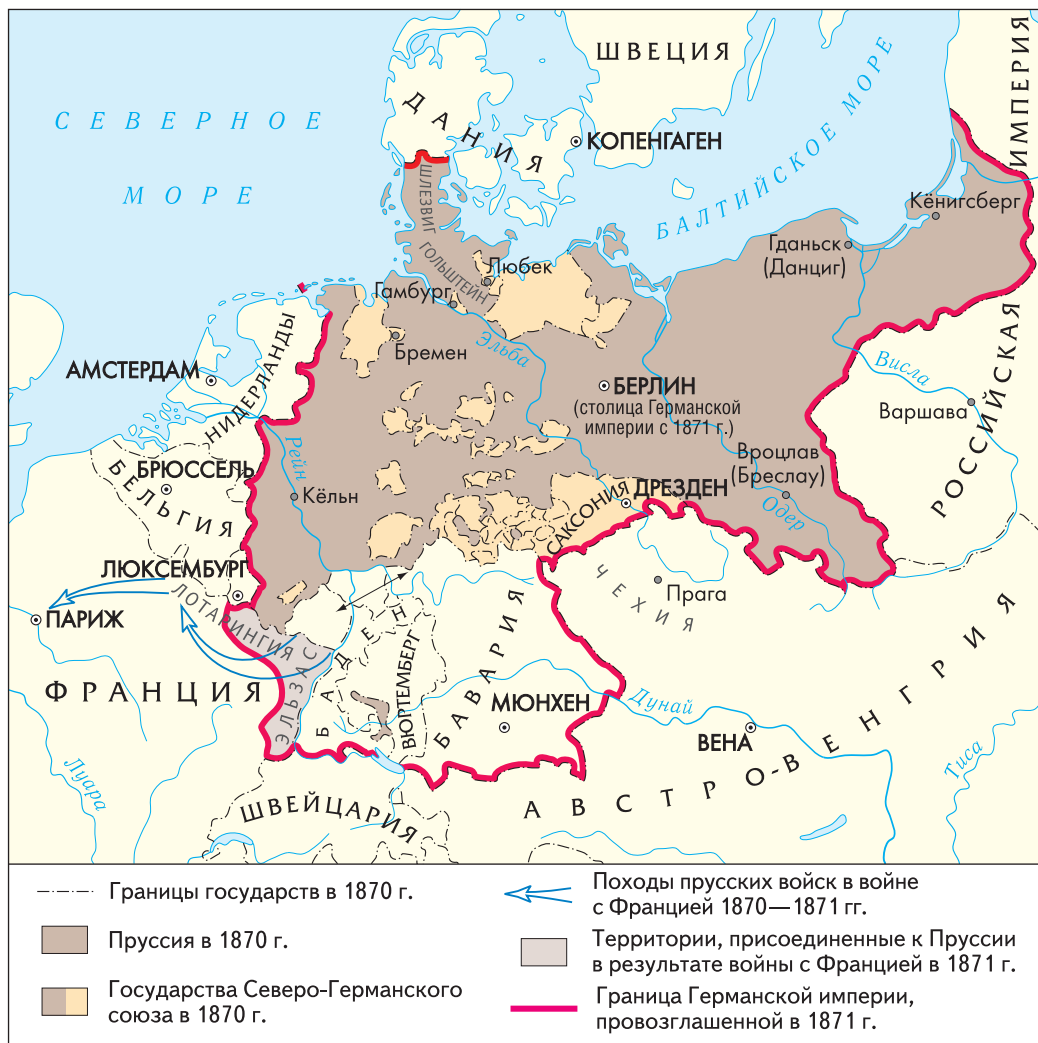 ШВЕЦИЯ
ИМПЕРИЯ
СЕВЕРНОЕ
МОРЕ
ДАНИЯ
КОПЕНГАГЕН
БАЛТИЙСКОЕ МОРЕ
ШЛЕЗВИГ
ГОЛЬШТЕЙН
Кёнигсберг
Гданьск
(Данциг)
Любек
Гамбург
Бремен
Эльба
НИДЕРЛАНДЫ
АМСТЕРДАМ
БЕРЛИН
(столица Германской
империи с 1871 г.)
Висла
Варшава
РОССИЙСКАЯ
БРЮССЕЛЬ
БЕЛЬГИЯ
Рейн
Кёльн
Вроцлав
(Бреслау)
Одер
САКСОНИЯ
ДРЕЗДЕН
ЛЮКСЕМБУРГ
ЛОТАРИНГИЯ
ПАРИЖ
ЧЕХИЯ
Прага
ФРАНЦИЯ
ЭЛЬЗАС
БАДЕН
ВЮРТЕМБЕРГ
БАВАРИЯ
МЮНХЕН
Дунай
ВЕНА
АВСТРО-ВЕНГРИЯ
Тиса
Луара
ШВЕЙЦАРИЯ
Границы государств в 1870 г.
Пруссия в 1870 г.
Государства Северо-Германского
союза в 1870 г.
Походы прусских войск в войне
с Францией 1870—1871 гг.
Территории, присоединенные к Пруссии
в результате войны с Францией в 1871 г.
Граница Германской империи,
провозглашенной в 1871 г.